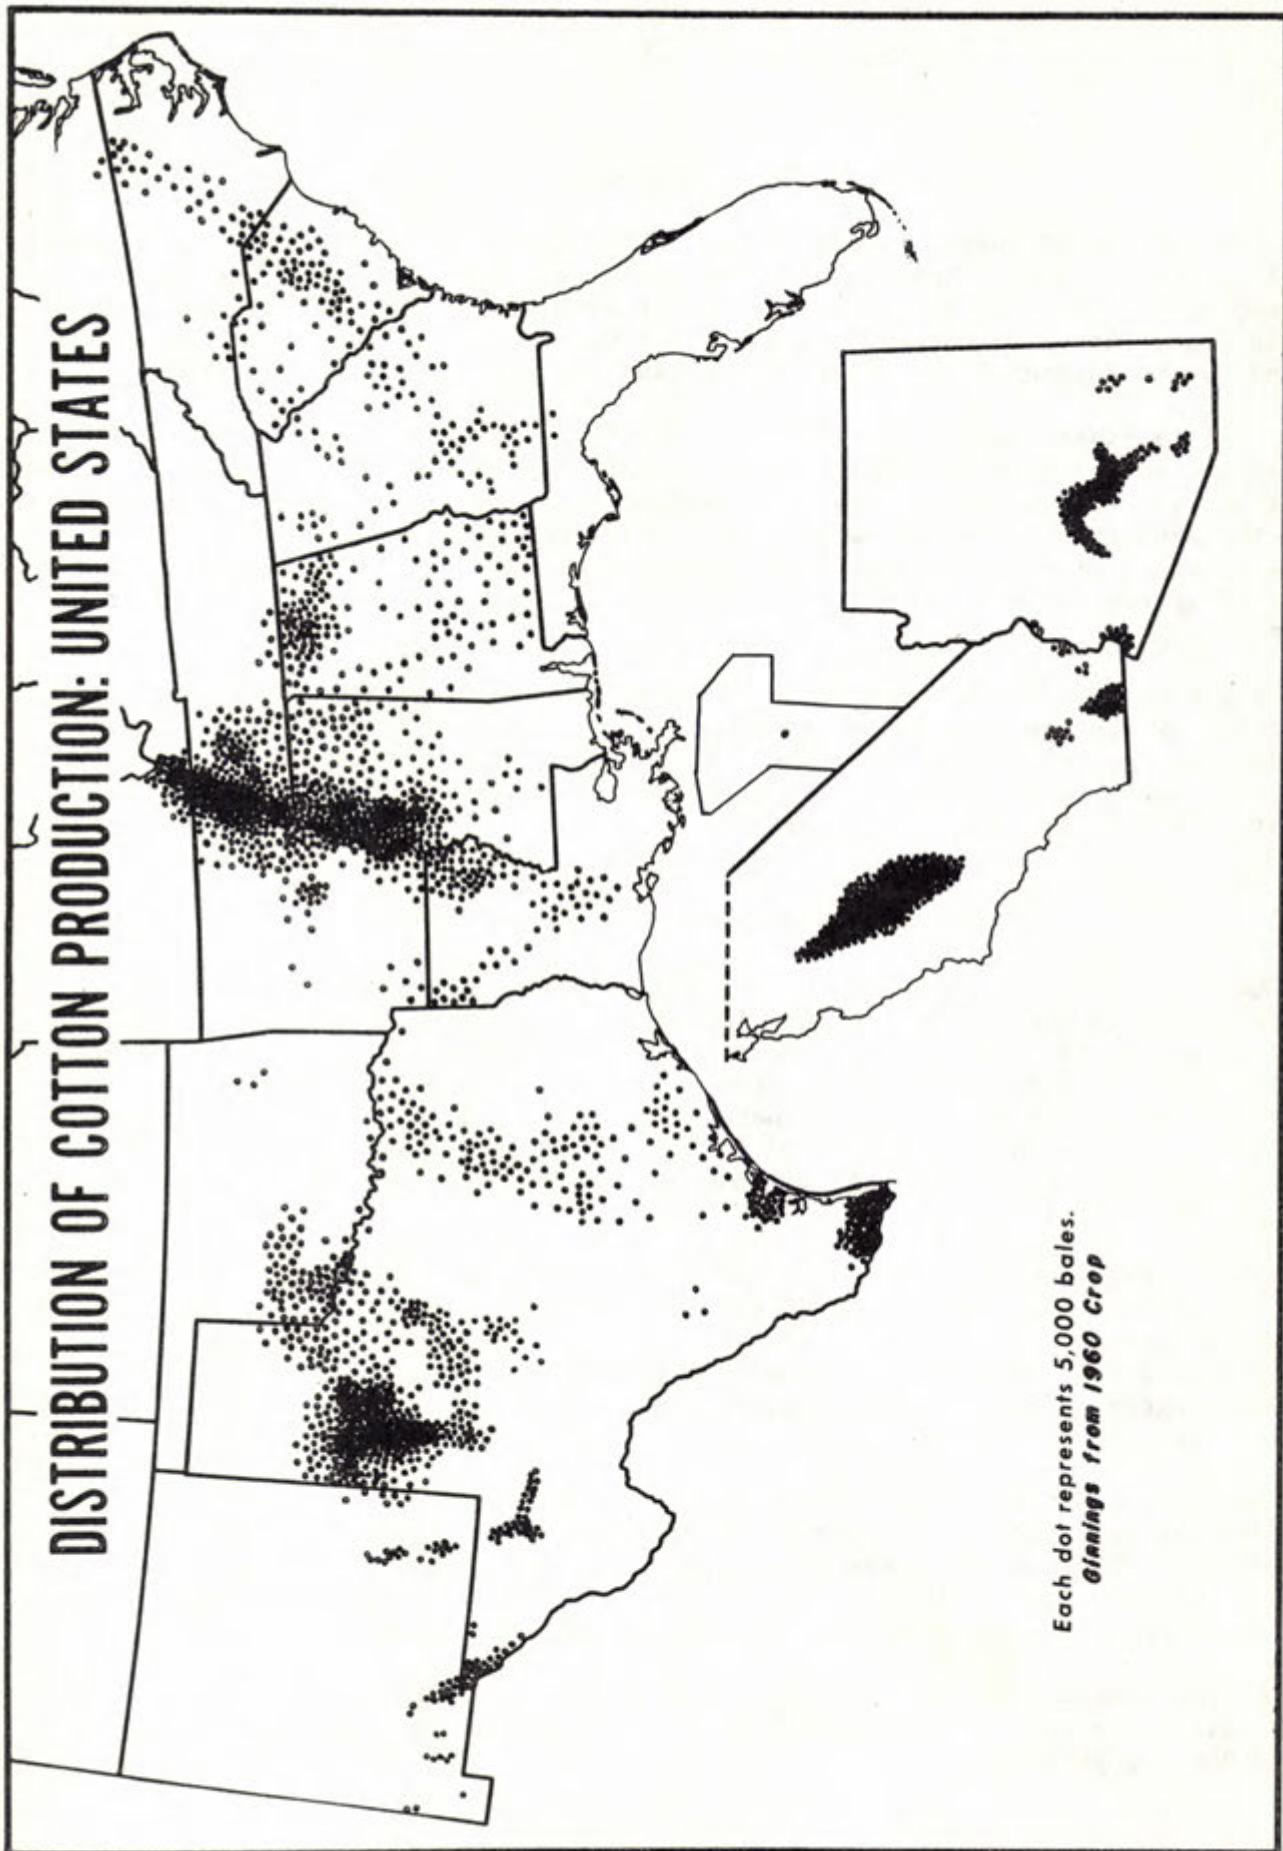 DISTRIBUTION OF COTTON PRODUCTION: UNITED STATES
Each dot represents 5,000 bales.
Ginnings from 1960 Crop